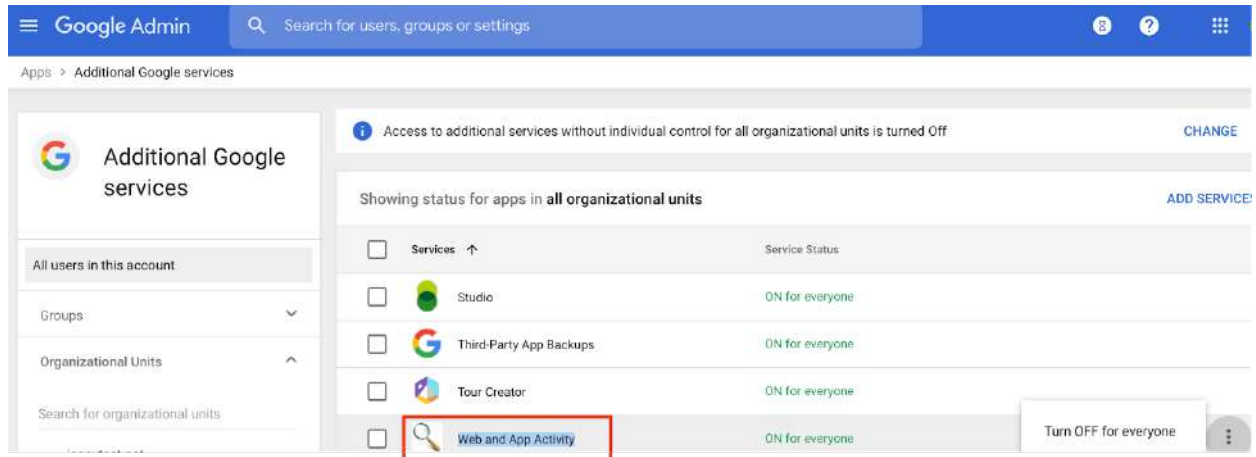 Google Admin
Search for users, groups or settings
Apps > Additional Google services
Additional Google
services
All users in this account
Groups
Organizational Units
Search for organizational units
Access to additional services without individual control for all organizational units is turned Off
CHANGE
Showing status for apps in all organizational units
ADD SERVICES
Services ↑
Service Status
Studio
ON for everyone
Third-Party App Backups
ON for everyone
Tour Creator
ON for everyone
Web and App Activity
ON for everyone
Turn OFF for everyone